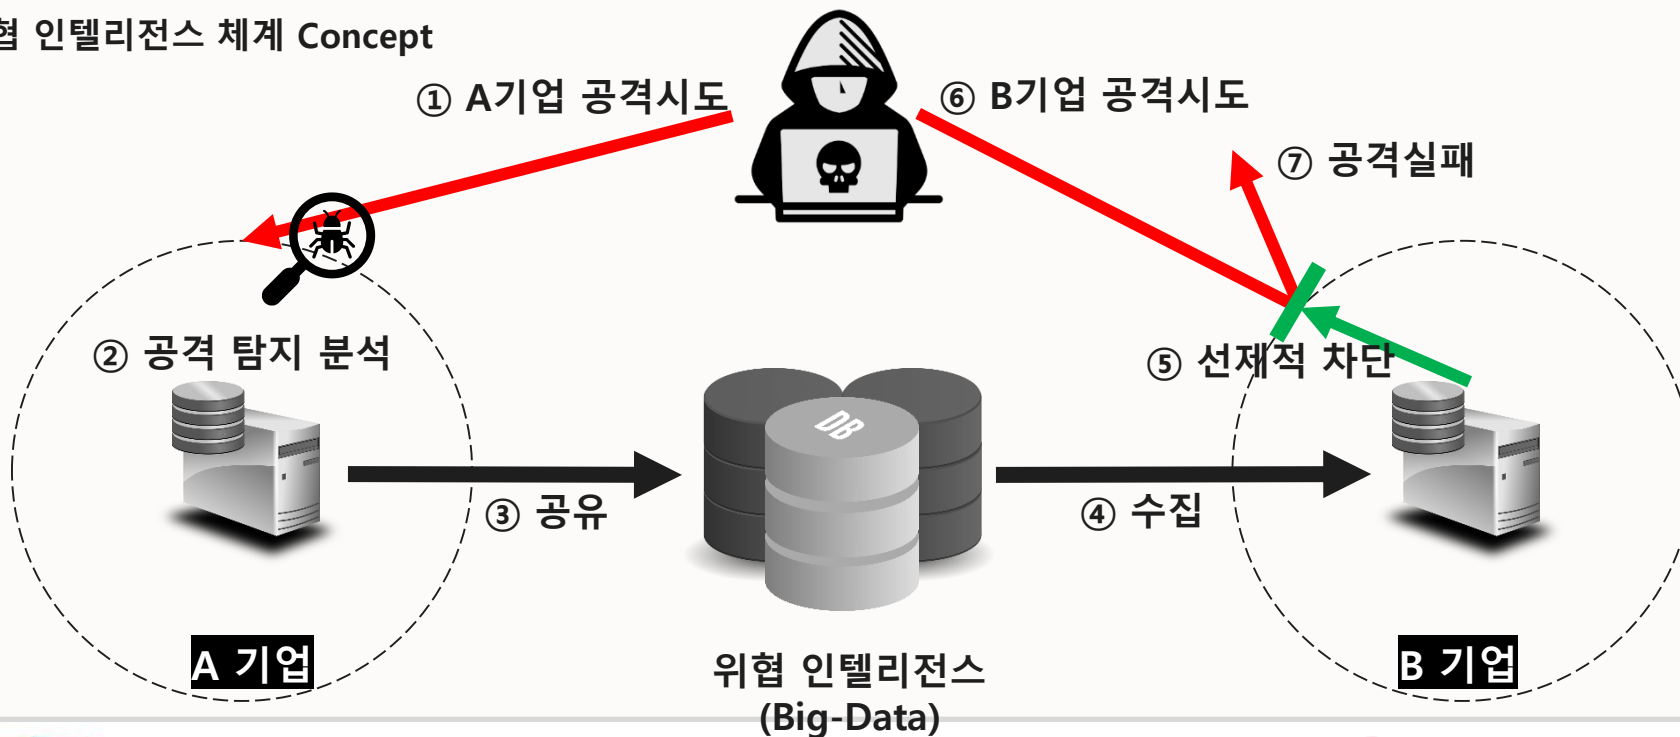 협 인텔리전스 체계 Concept
① A기업 공격시도
⑥ B기업 공격시도
⑦ 공격실패
② 공격 탐지 분석
⑤ 선재적 차단
DB
③ 공유
④ 수집
A 기업
위협 인텔리전스
(Big-Data)
B 기업